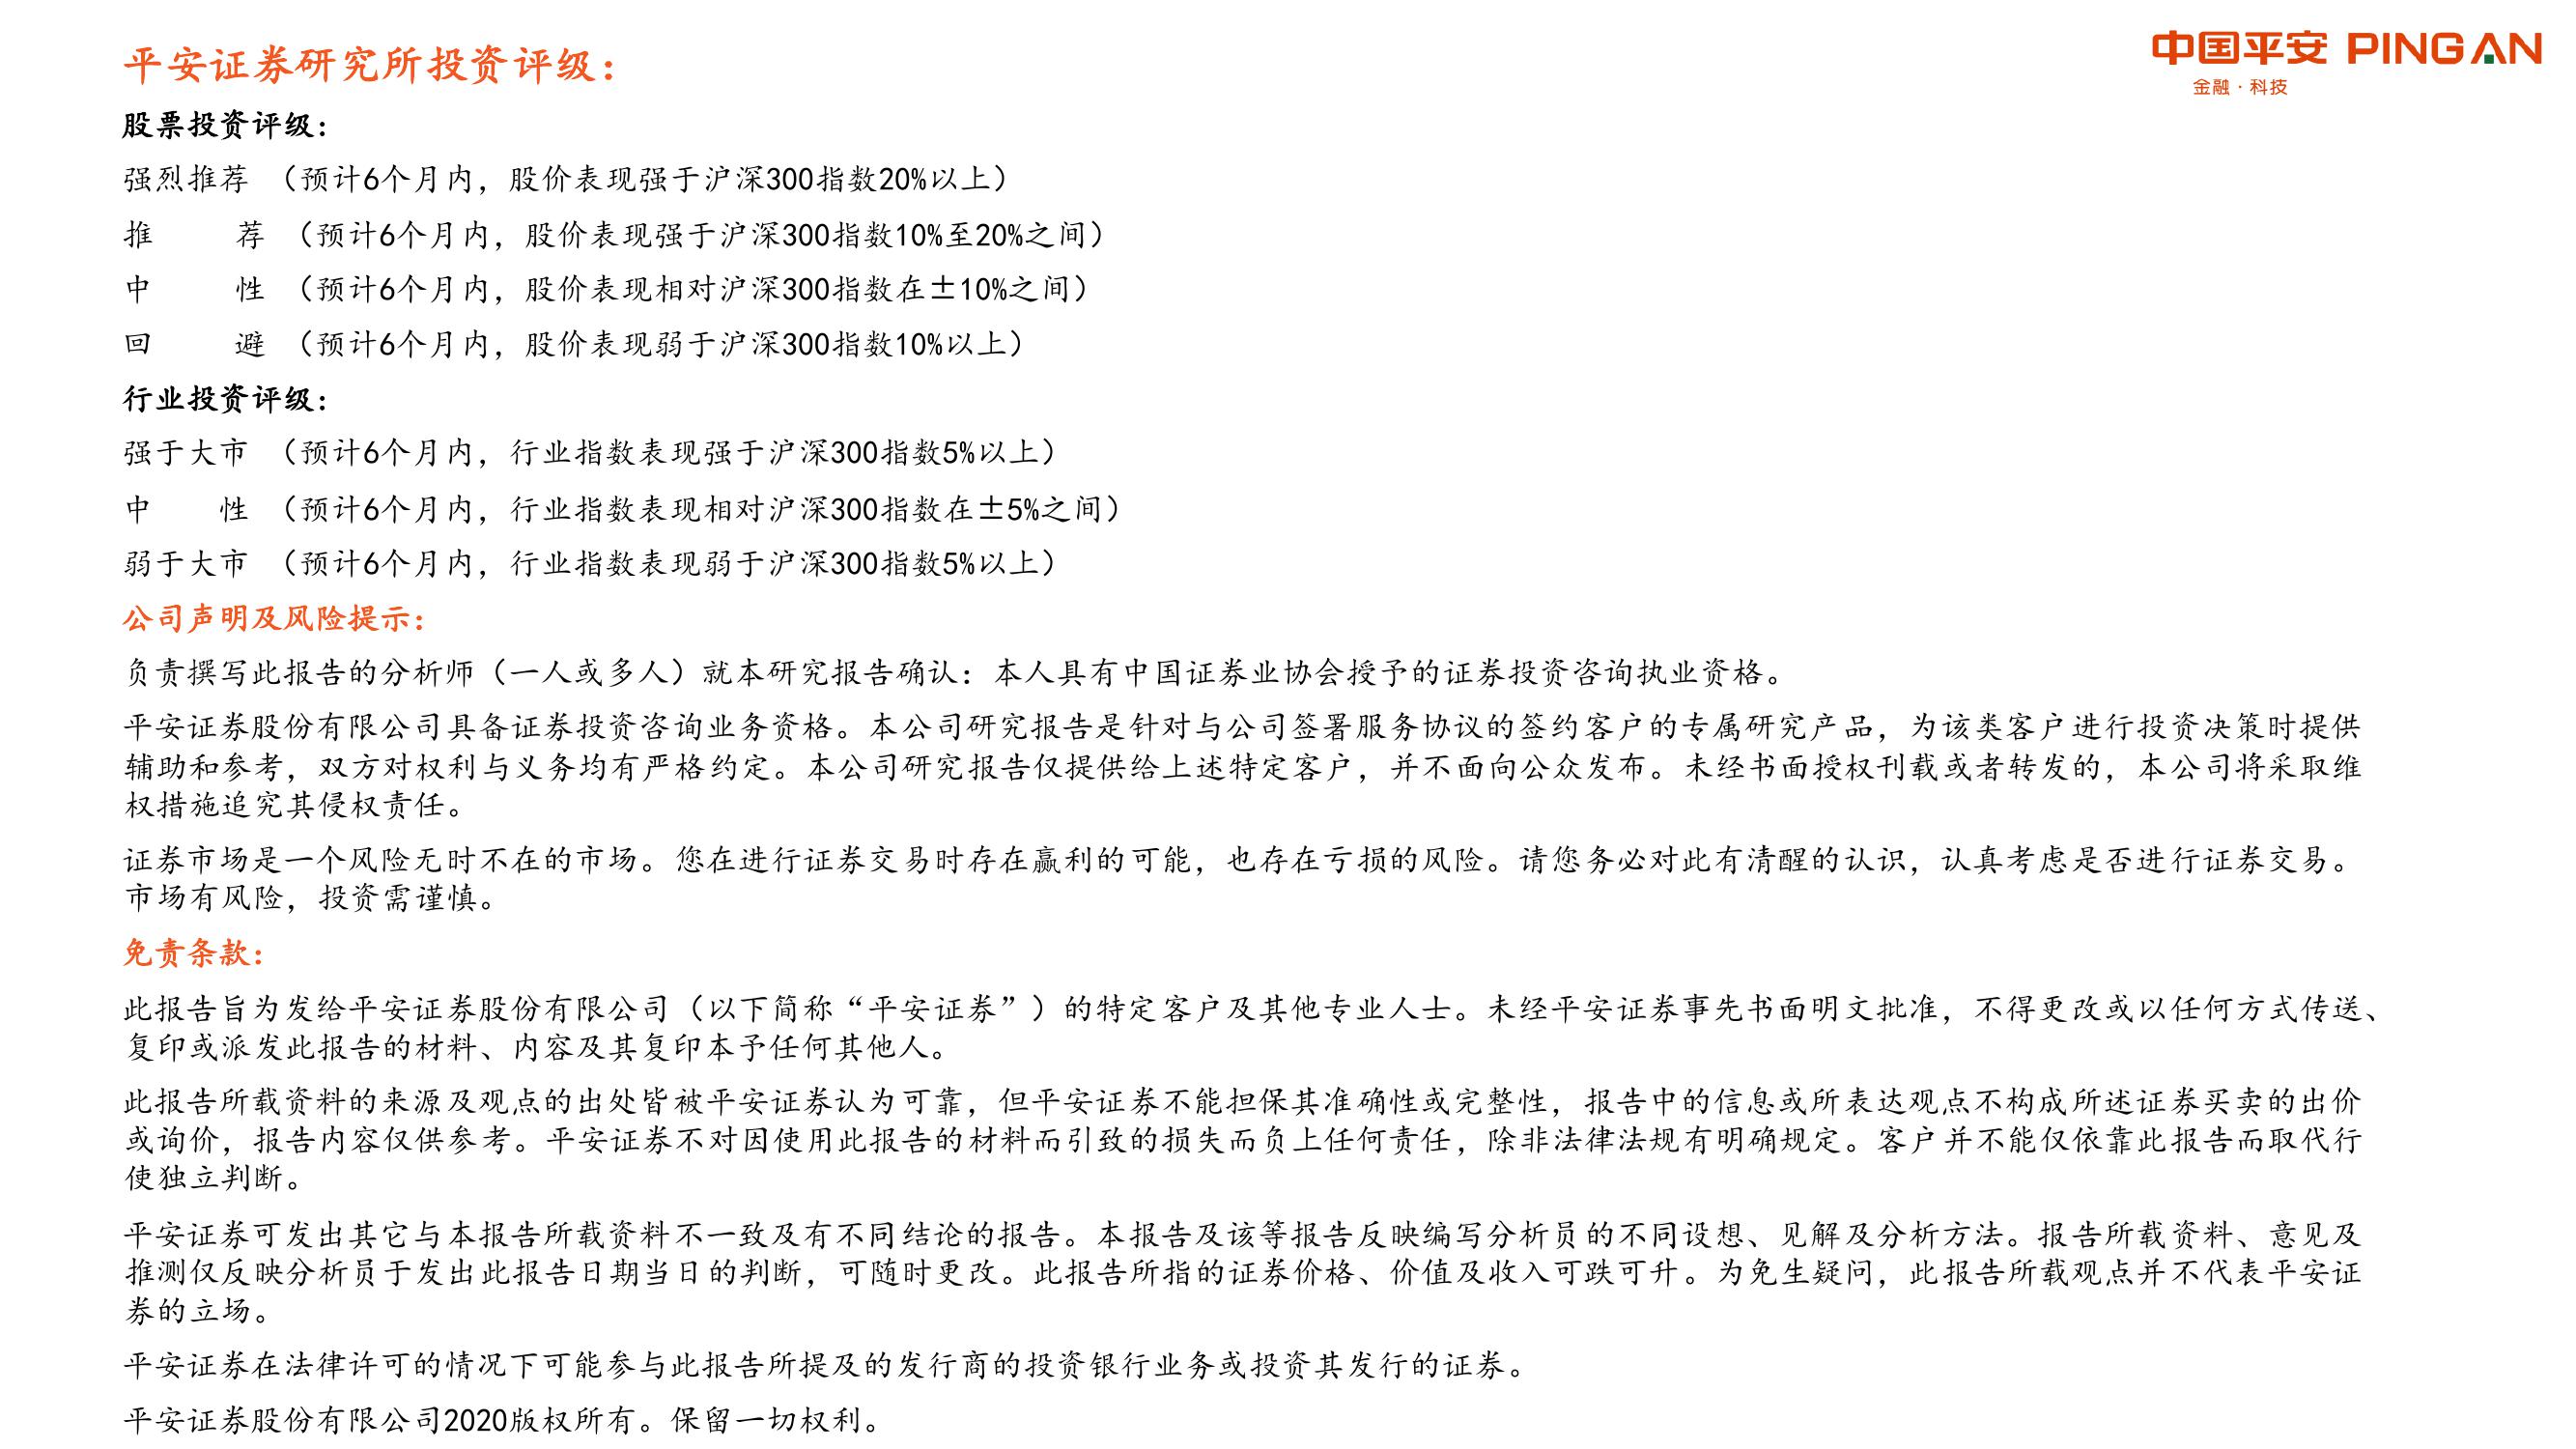 平安证券研究所投资评级：
中国平安 PINGAN
金融·科技
股票投资评级：
强烈推荐 （预计6个月内，股价表现强于沪深300指数20%以上）
推 荐 （预计6个月内，股价表现强于沪深300指数10%至20%之间）
中 性 （预计6个月内，股价表现相对沪深300指数在±10%之间）
回 避 （预计6个月内，股价表现弱于沪深300指数10%以上）
行业投资评级：
强于大市 （预计6个月内，行业指数表现强于沪深300指数5%以上）
中 性 （预计6个月内，行业指数表现相对沪深300指数在±5%之间）
弱于大市 （预计6个月内，行业指数表现弱于沪深300指数5%以上）
公司声明及风险提示：
负责撰写此报告的分析师（一人或多人）就本研究报告确认：本人具有中国证券业协会授予的证券投资咨询执业资格。
平安证券股份有限公司具备证券投资咨询业务资格。本公司研究报告是针对与公司签署服务协议的签约客户的专属研究产品，为该类客户进行投资决策时提供
辅助和参考，双方对权利与义务均有严格约定。本公司研究报告仅提供给上述特定客户，并不面向公众发布。未经书面授权刊载或者转发的，本公司将采取维
权措施追究其侵权责任。
证券市场是一个风险无时不在的市场。您在进行证券交易时存在赢利的可能，也存在亏损的风险。请您务必对此有清醒的认识，认真考虑是否进行证券交易。
市场有风险，投资需谨慎。
免责条款：
此报告旨为发给平安证券股份有限公司（以下简称“平安证券”）的特定客户及其他专业人士。未经平安证券事先书面明文批准，不得更改或以任何方式传送、
复印或派发此报告的材料、内容及其复印本予任何其他人。
此报告所载资料的来源及观点的出处皆被平安证券认为可靠，但平安证券不能担保其准确性或完整性，报告中的信息或所表达观点不构成所述证券买卖的出价
或询价，报告内容仅供参考。平安证券不对因使用此报告的材料而引致的损失而负上任何责任，除非法律法规有明确规定。客户并不能仅依靠此报告而取代行
使独立判断。
平安证券可发出其它与本报告所载资料不一致及有不同结论的报告。本报告及该等报告反映编写分析员的不同设想、见解及分析方法。报告所载资料、意见及
推测仅反映分析员于发出此报告日期当日的判断，可随时更改。此报告所指的证券价格、价值及收入可跌可升。为免生疑问，此报告所载观点并不代表平安证
券的立场。
平安证券在法律许可的情况下可能参与此报告所提及的发行商的投资银行业务或投资其发行的证券。
平安证券股份有限公司2020版权所有。保留一切权利。